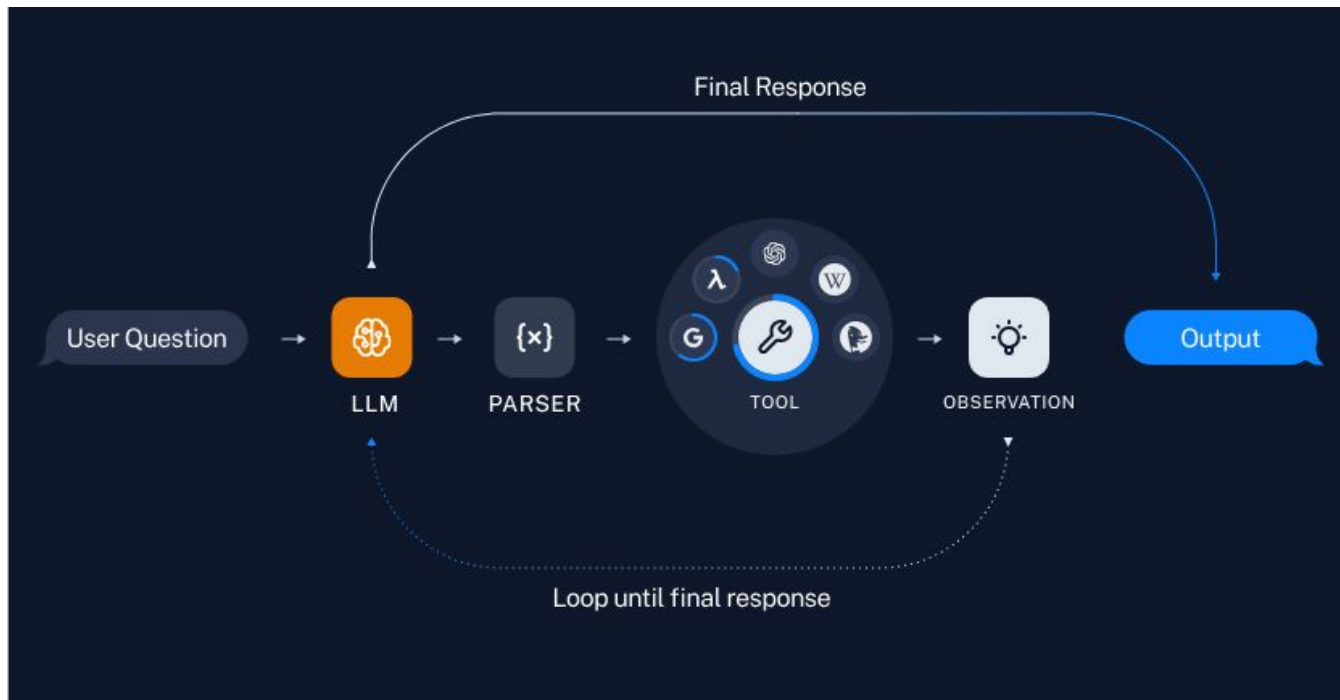 Final Response
λ
W
User Question
{×}
G
Output
LLM
PARSER
TOOL
OBSERVATION
Loop until final response